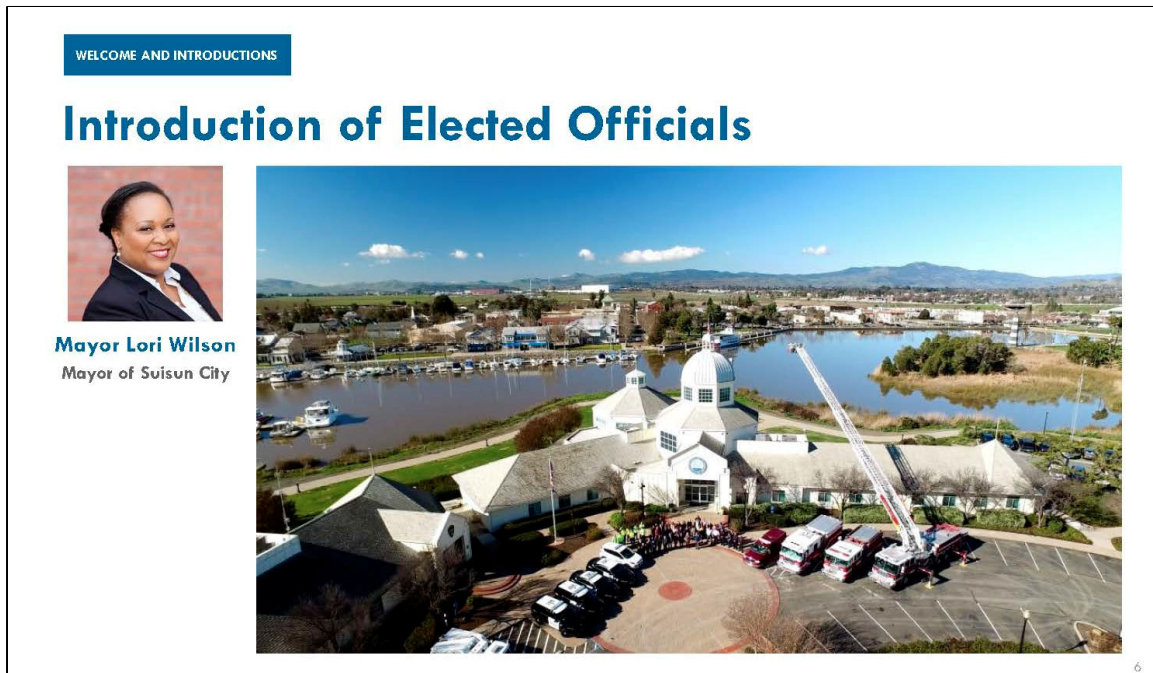 WELCOME AND INTRODUCTIONS
Introduction of Elected Officials
Mayor Lori Wilson
Mayor of Suisun City
6